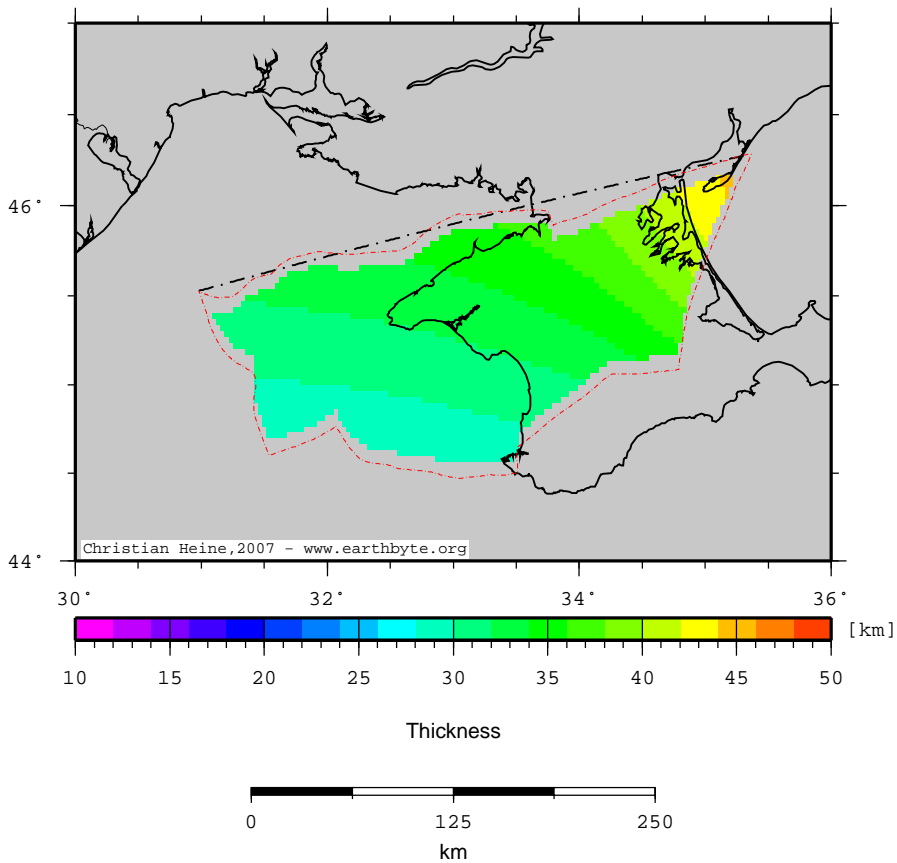 46°
Christian Heine,2007 - www.earthbyte.org
44°
30° 32° 34° 36°
[km]
10 15 20 25 30 35 40 45 50
Thickness
0 125 250
km